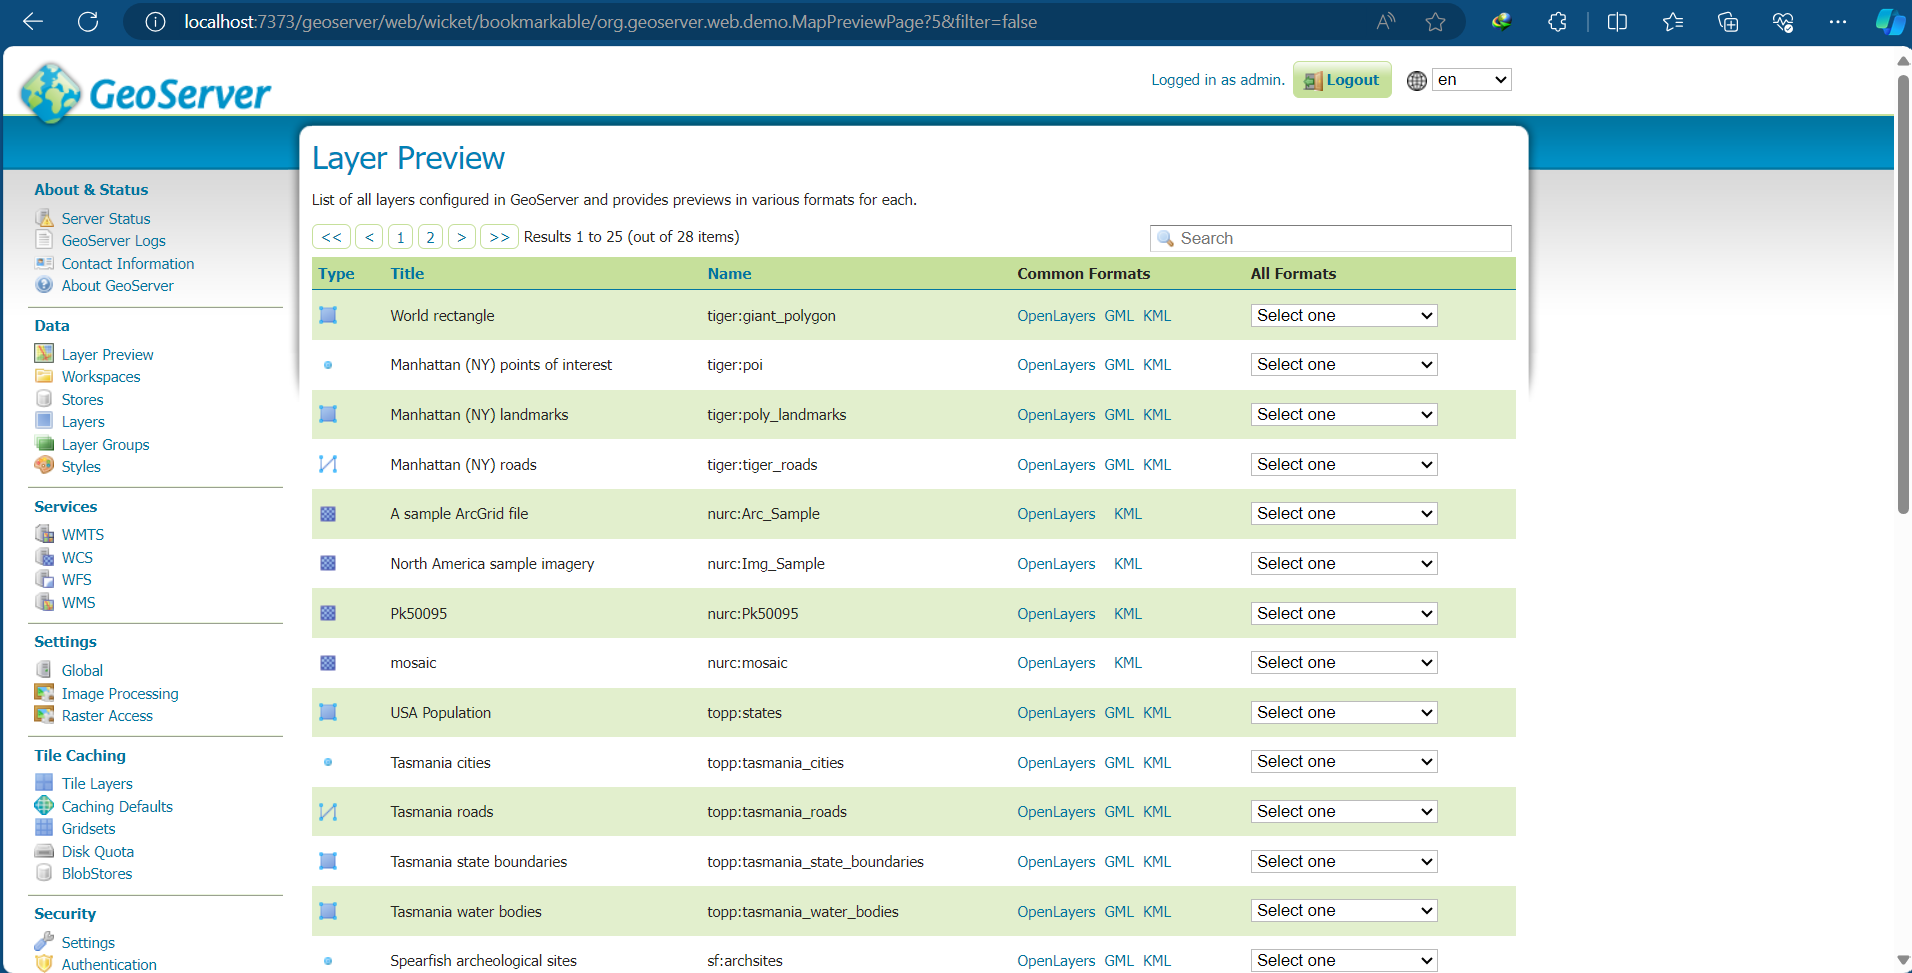 localhost:7373/geoserver/web/wicket/bookmarkable/org.geoserver.web.demo.MapPreviewPage?5&filter=false
GeoServer
Logged in as admin. Logout en
Layer Preview
List of all layers configured in GeoServer and provides previews in various formats for each.
<< < 1 2 > >> Results 1 to 25 (out of 28 items) Search
About & Status
Server Status
GeoServer Logs
Contact Information
About GeoServer
Data
Layer Preview
Workspaces
Stores
Layers
Layer Groups
Styles
Services
WMTS
WCS
WFS
WMS
Settings
Global
Image Processing
Raster Access
Tile Caching
Tile Layers
Caching Defaults
Gridsets
Disk Quota
BlobStores
Security
Settings
Authentication
Type Title Name Common Formats All Formats
World rectangle tiger:giant_polygon OpenLayers GML KML Select one
Manhattan (NY) points of interest tiger:poi OpenLayers GML KML Select one
Manhattan (NY) landmarks tiger:poly_landmarks OpenLayers GML KML Select one
Manhattan (NY) roads tiger:tiger_roads OpenLayers GML KML Select one
A sample ArcGrid file nurc:Arc_Sample OpenLayers KML Select one
North America sample imagery nurc:Img_Sample OpenLayers KML Select one
Pk50095 nurc:Pk50095 OpenLayers KML Select one
mosaic nurc:mosaic OpenLayers KML Select one
USA Population topp:states OpenLayers GML KML Select one
Tasmania cities topp:tasmania_cities OpenLayers GML KML Select one
Tasmania roads topp:tasmania_roads OpenLayers GML KML Select one
Tasmania state boundaries topp:tasmania_state_boundaries OpenLayers GML KML Select one
Tasmania water bodies topp:tasmania_water_bodies OpenLayers GML KML Select one
Spearfish archeological sites sf:archsites OpenLayers GML KML Select one